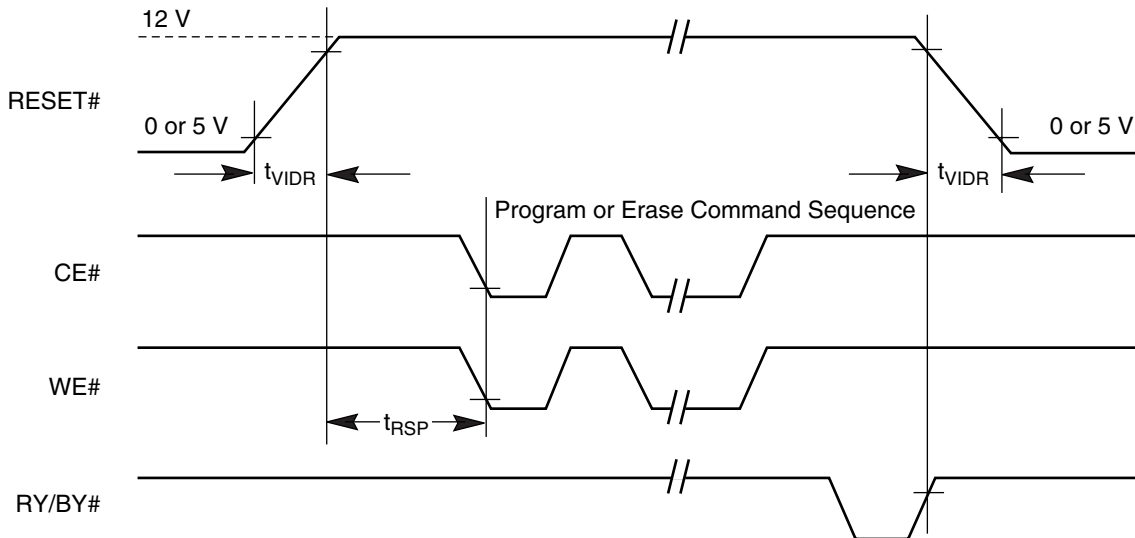 12 V
RESET#
0 or 5 V
0 or 5 V
tVIDR
tVIDR
Program or Erase Command Sequence
CE#
WE#
tRSP
RY/BY#